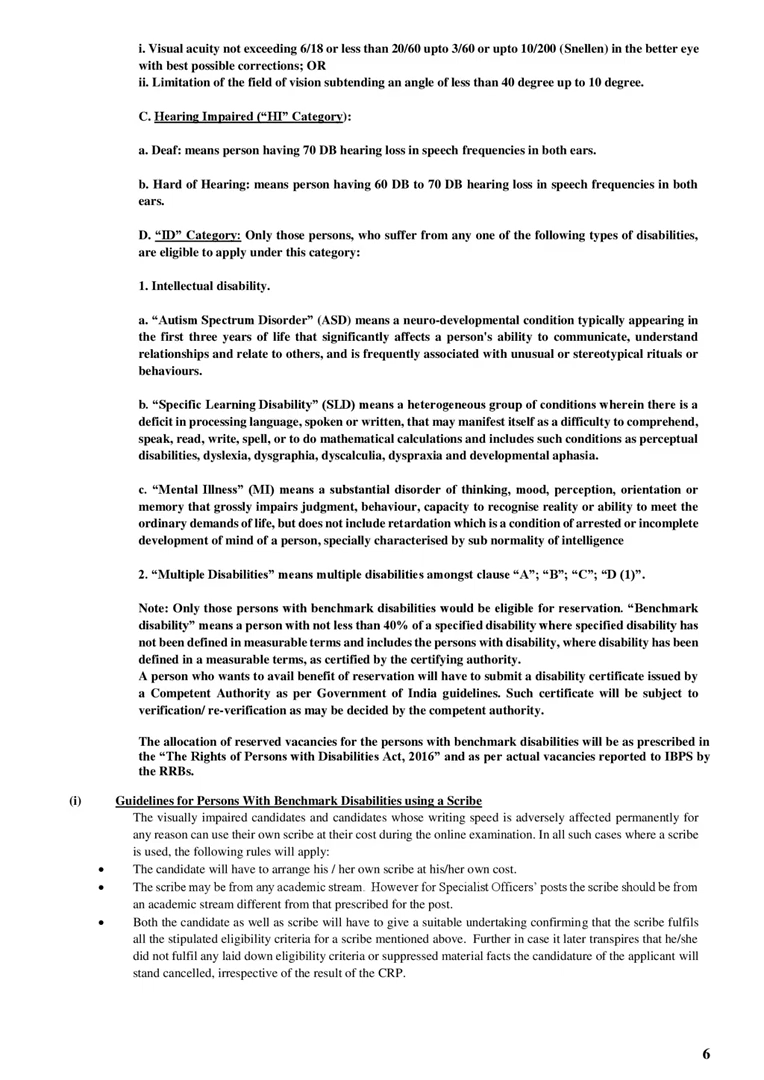 i. Visual acuity not exceeding 6/18 or less than 20/60 upto 3/60 or upto 10/200 (Snellen) in the better eye
with best possible corrections; OR
ii. Limitation of the field of vision subtending an angle of less than 40 degree up to 10 degree.
C. Hearing Impaired (“HI” Category):
a. Deaf: means person having 70 DB hearing loss in speech frequencies in both ears.
b. Hard of Hearing: means person having 60 DB to 70 DB hearing loss in speech frequencies in both
ears.
D. “ID” Category: Only those persons, who suffer from any one of the following types of disabilities,
are eligible to apply under this category:
1. Intellectual disability.
a. “Autism Spectrum Disorder” (ASD) means a neuro-developmental condition typically appearing in
the first three years of life that significantly affects a person's ability to communicate, understand
relationships and relate to others, and is frequently associated with unusual or stereotypical rituals or
behaviours.
b. “Specific Learning Disability” (SLD) means a heterogeneous group of conditions wherein there is a
deficit in processing language, spoken or written, that may manifest itself as a difficulty to comprehend,
speak, read, write, spell, or to do mathematical calculations and includes such conditions as perceptual
disabilities, dyslexia, dysgraphia, dyscalculia, dyspraxia and developmental aphasia.
c. “Mental Illness” (MI) means a substantial disorder of thinking, mood, perception, orientation or
memory that grossly impairs judgment, behaviour, capacity to recognise reality or ability to meet the
ordinary demands of life, but does not include retardation which is a condition of arrested or incomplete
development of mind of a person, specially characterised by sub normality of intelligence
2. “Multiple Disabilities” means multiple disabilities amongst clause “A”; “B”; “C”; “D (1)”.
Note: Only those persons with benchmark disabilities would be eligible for reservation. “Benchmark
disability” means a person with not less than 40% of a specified disability where specified disability has
not been defined in measurable terms and includes the persons with disability, where disability has been
defined in a measurable terms, as certified by the certifying authority.
A person who wants to avail benefit of reservation will have to submit a disability certificate issued by
a Competent Authority as per Government of India guidelines. Such certificate will be subject to
verification/ re-verification as may be decided by the competent authority.
The allocation of reserved vacancies for the persons with benchmark disabilities will be as prescribed in
the “The Rights of Persons with Disabilities Act, 2016” and as per actual vacancies reported to IBPS by
the RRBs.
(i) Guidelines for Persons With Benchmark Disabilities using a Scribe
The visually impaired candidates and candidates whose writing speed is adversely affected permanently for
any reason can use their own scribe at their cost during the online examination. In all such cases where a scribe
is used, the following rules will apply:
• The candidate will have to arrange his / her own scribe at his/her own cost.
• The scribe may be from any academic stream. However for Specialist Officers’ posts the scribe should be from
an academic stream different from that prescribed for the post.
• Both the candidate as well as scribe will have to give a suitable undertaking confirming that the scribe fulfils
all the stipulated eligibility criteria for a scribe mentioned above. Further in case it later transpires that he/she
did not fulfil any laid down eligibility criteria or suppressed material facts the candidature of the applicant will
stand cancelled, irrespective of the result of the CRP.
6